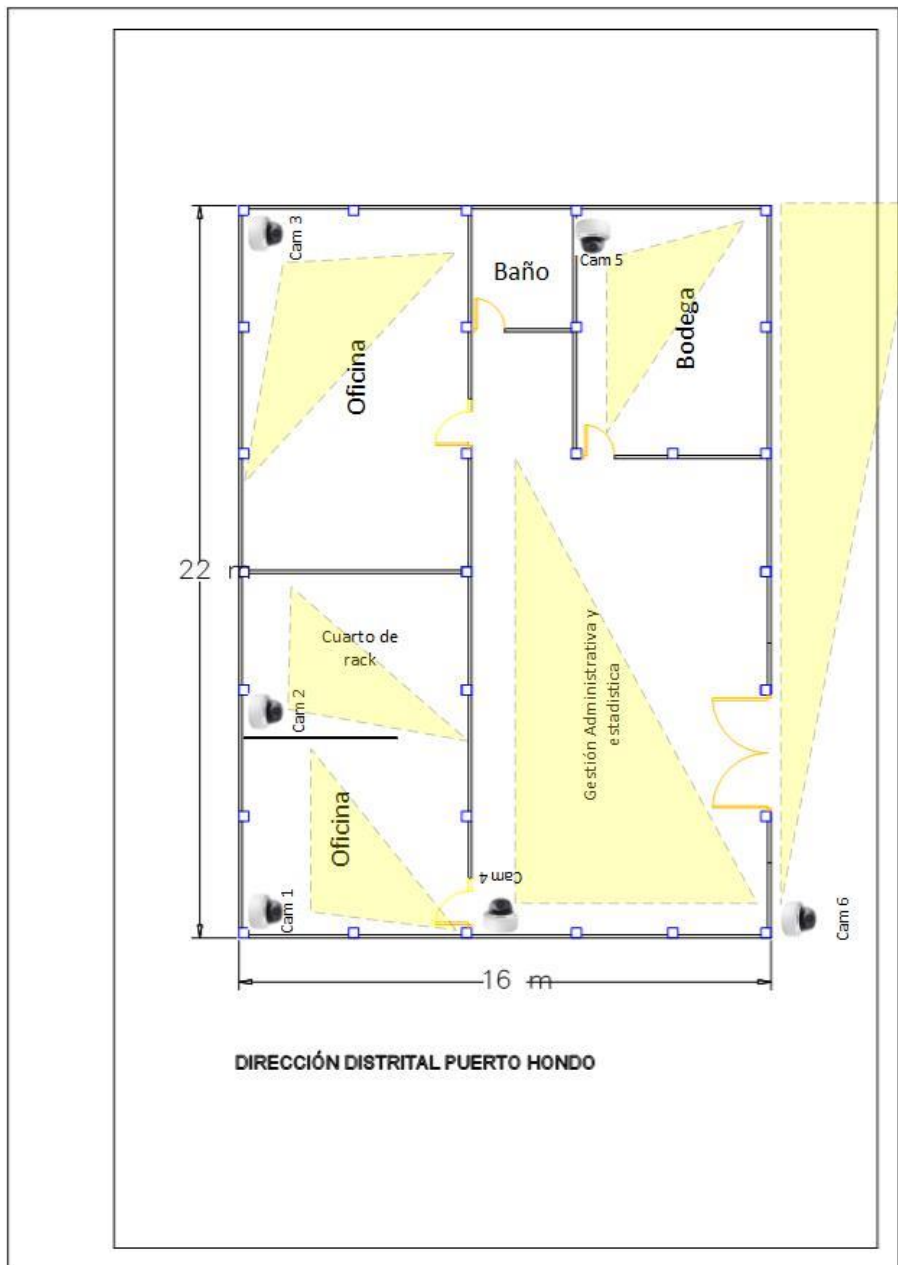 Cam 3
Baño
Cam 5
Oficina
Bodega
22
Cuarto de
rack
Cam 2
Gestión Administrativa y
estadística
Oficina
Cam 1
Cam 4
Cam 6
16 m
DIRECCIÓN DISTRITAL PUERTO HONDO